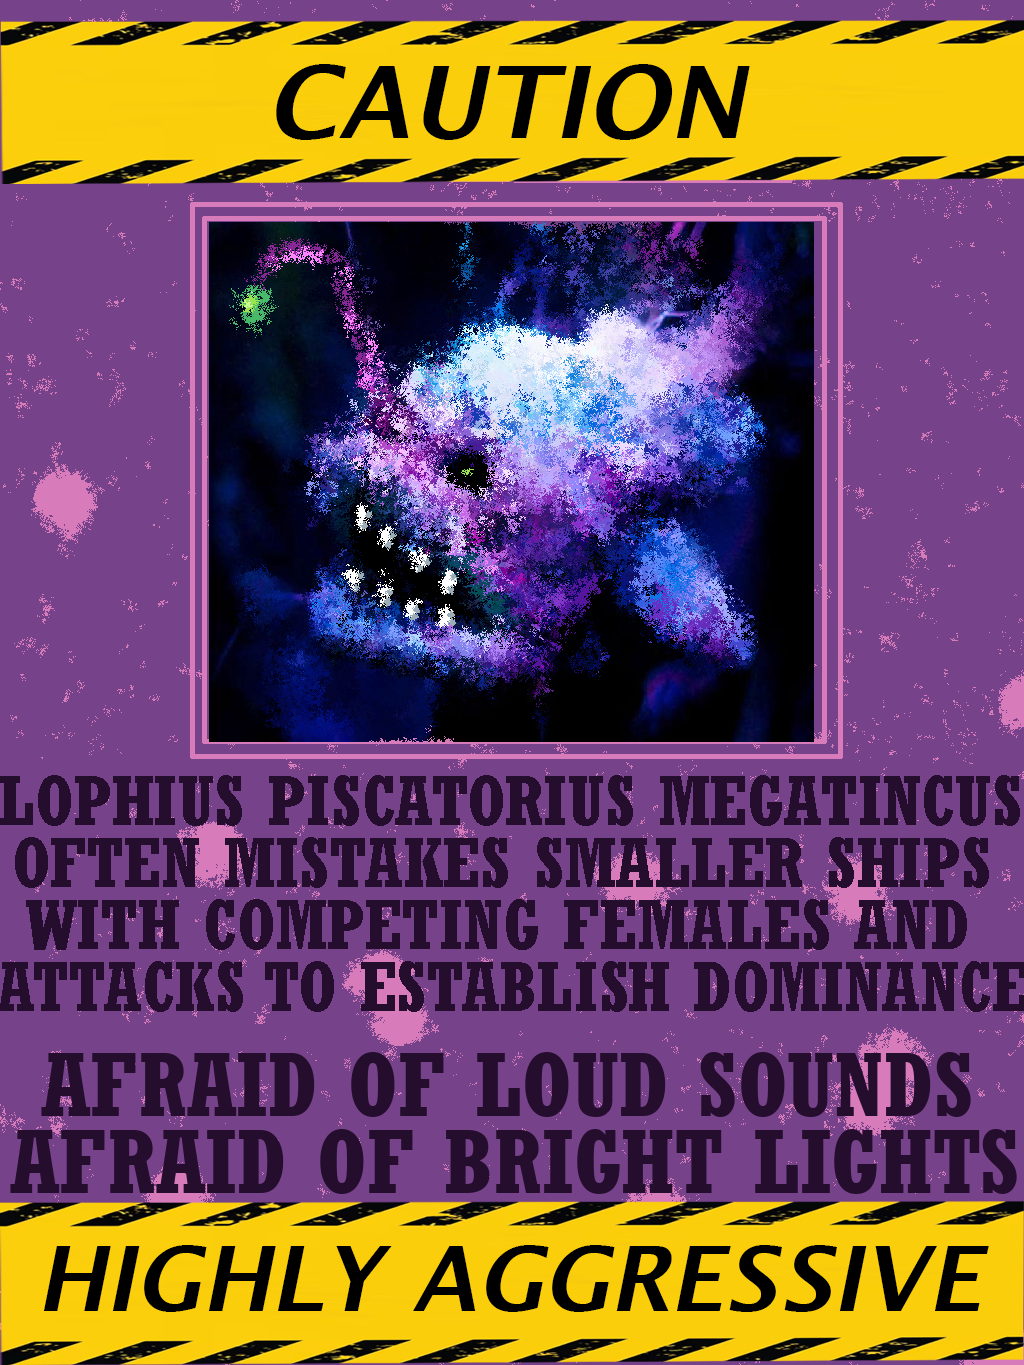 CAUTION
LOPHIUS PISCATORIUS MEGATINCUS
OFTEN MISTAKES SMALLER SHIPS
WITH COMPETING FEMALES AND
ATTACKS TO ESTABLISH DOMINANCE
AFRAID OF LOUD SOUNDS
AFRAID OF BRIGHT LIGHTS
HIGHLY AGGRESSIVE